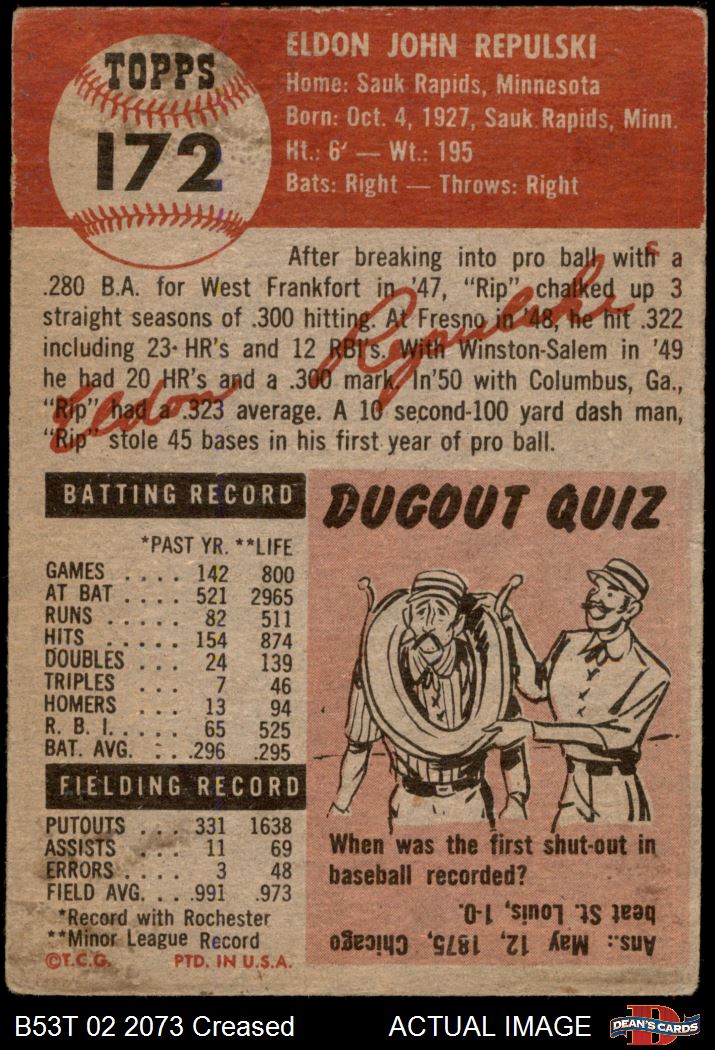 TOPPS
172
ELDON JOHN REPULSKI
Home: Sauk Rapids, Minnesota
Born: Oct. 4, 1927, Sauk Rapids, Minn.
Ht.: 6' — Wt.: 195
Bats: Right — Throws: Right
After breaking into pro ball with a
.280 B.A. for West Frankfort in '47, "Rip" chalked up 3
straight seasons of .300 hitting. At Fresno in '48, he hit .322
including 23 HR's and 12 RBI's. With Winston-Salem in '49
he had 20 HR's and a .300 mark. In '50 with Columbus, Ga.,
"Rip" had a .323 average. A 10 second-100 yard dash man,
"Rip" stole 45 bases in his first year of pro ball.
BATTING RECORD
*PAST YR. **LIFE
GAMES .... 142 800
AT BAT .... 521 2965
RUNS ..... 82 511
HITS ..... 154 874
DOUBLES ... 24 139
TRIPLES ... 7 46
HOMERS ... 13 94
R. B. I. .... 65 525
BAT. AVG. .. .296 .295
FIELDING RECORD
PUTOUTS ... 331 1638
ASSISTS ... 11 69
ERRORS .... 3 48
FIELD AVG. .. .991 .973
*Record with Rochester
**Minor League Record
©T.C.G. PTD. IN U.S.A.
DUGOUT QUIZ
When was the first shut-out in
baseball recorded?
Ans.: May 12, 1875, Chicago
beat St. Louis, 1-0.
B53T 02 2073 Creased ACTUAL IMAGE
D
DEAN'S CARDS